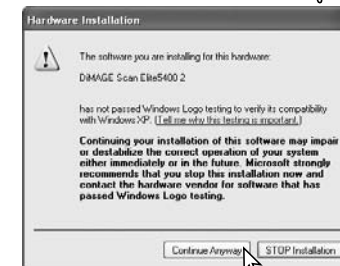 Hardware Installation
The software you are installing for this hardware:
DiMAGE Scan Elite5400 2
has not passed Windows Logo testing to verify its compatibility
with Windows XP. (Tell me why this testing is important.)
Continuing your installation of this software may impair
or destabilize the correct operation of your system
either immediately or in the future. Microsoft strongly
recommends that you stop this installation now and
contact the hardware vendor for software that has
passed Windows Logo testing.
Continue Anyway STOP Installation